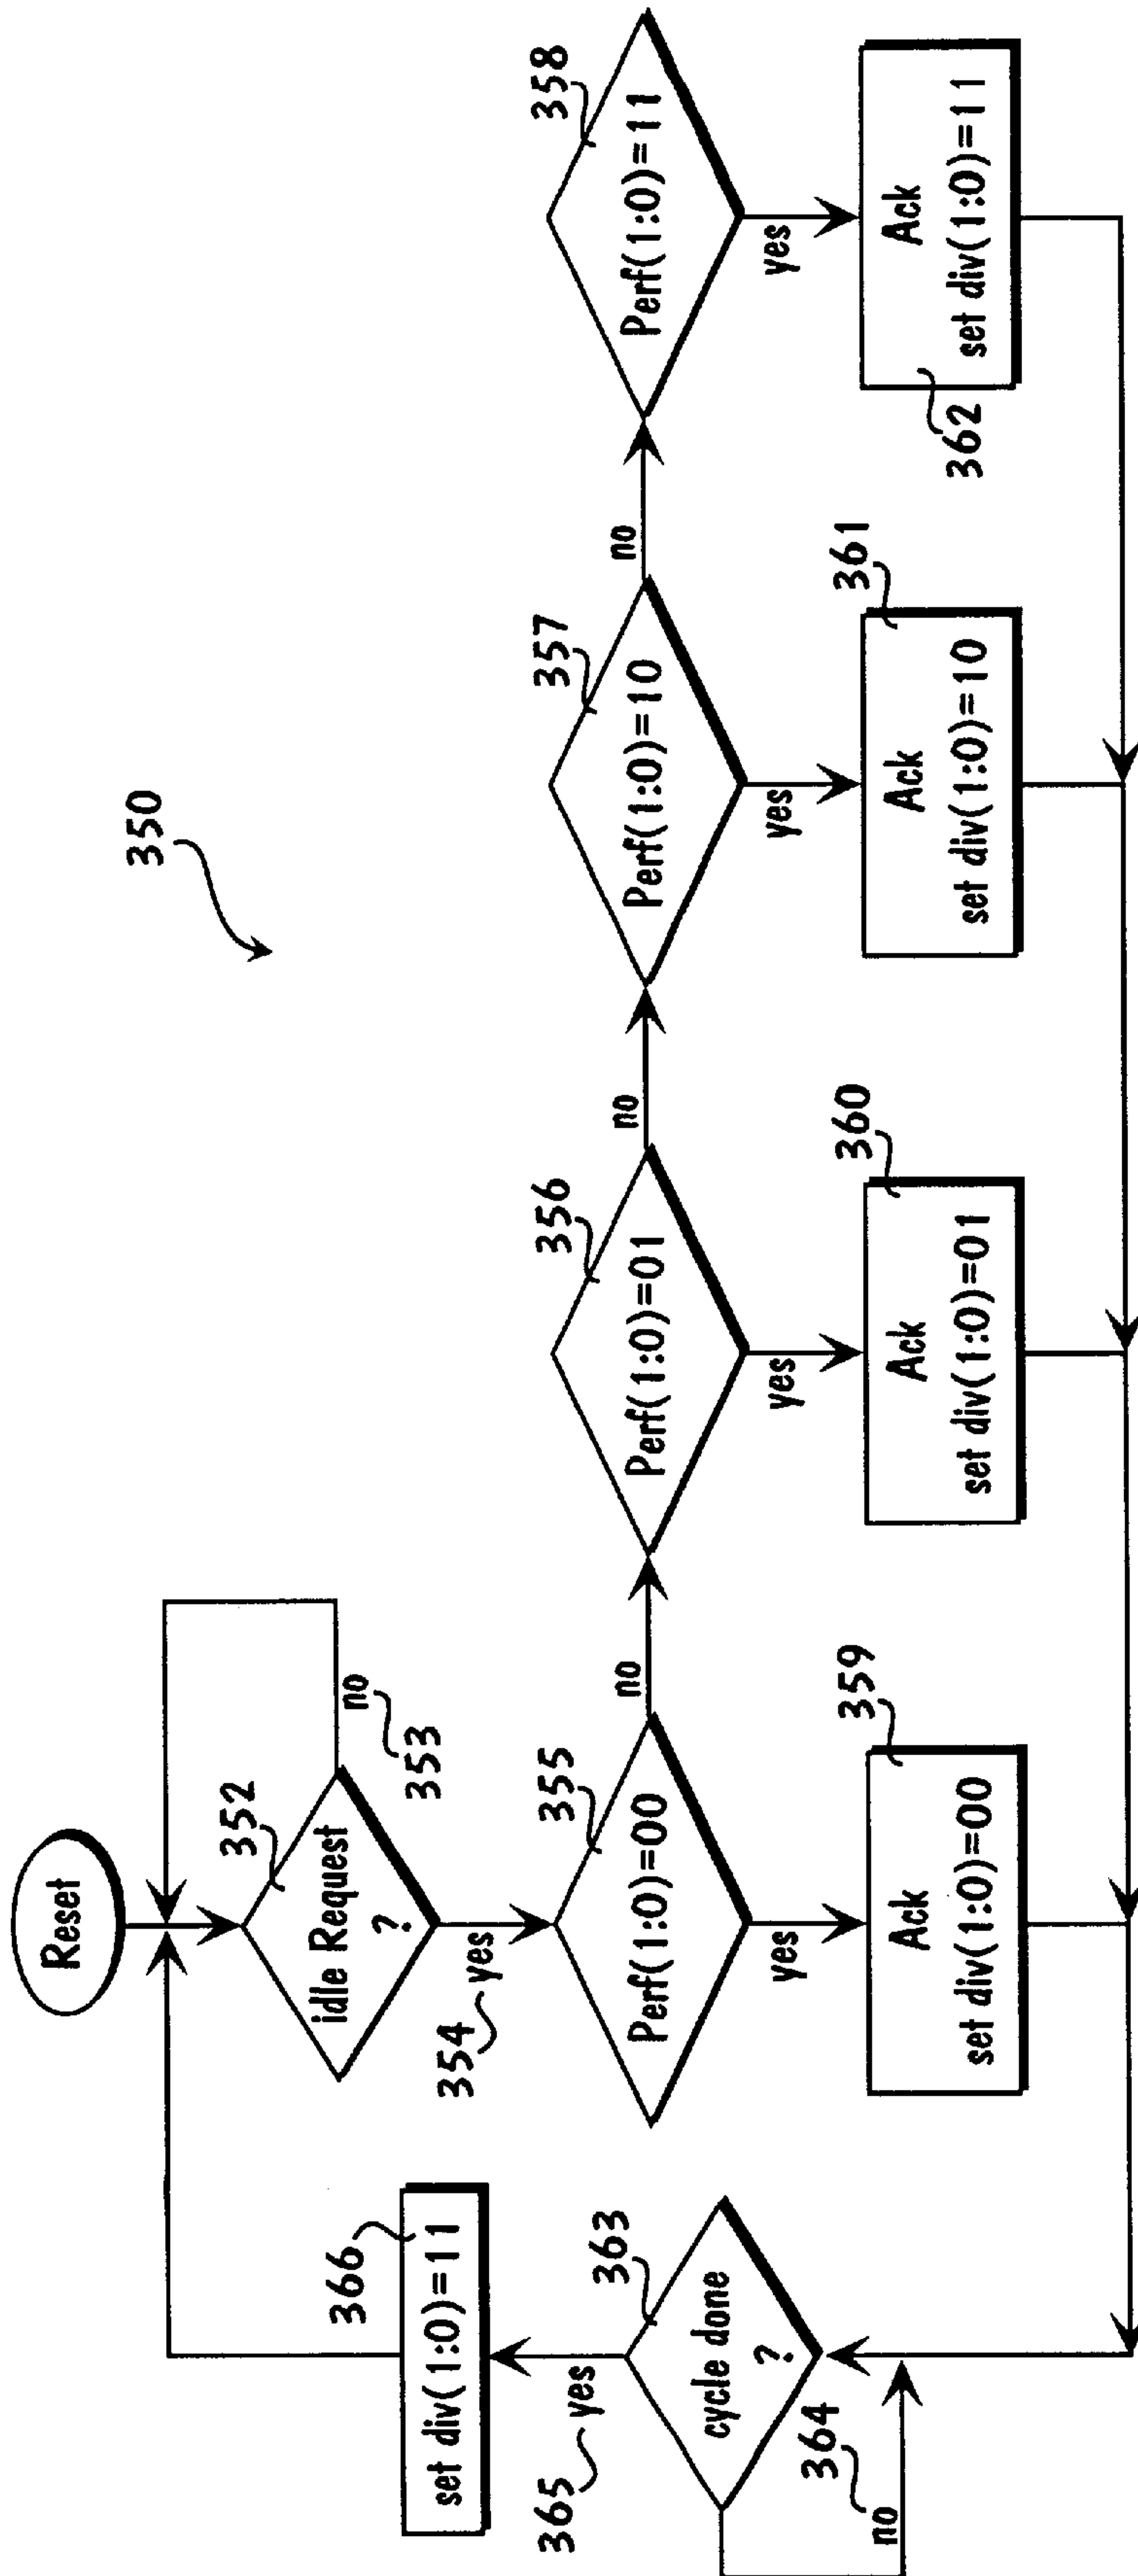 350
Reset
352
idle Request
?
no
353
354
yes
355
Perf(1:0)=00
no
356
Perf(1:0)=01
no
357
Perf(1:0)=10
no
358
Perf(1:0)=11
yes
yes
yes
yes
359
Ack
set div(1:0)=00
360
Ack
set div(1:0)=01
361
Ack
set div(1:0)=10
362
Ack
set div(1:0)=11
366
set div(1:0)=11
365
yes
363
cycle done
?
364
no